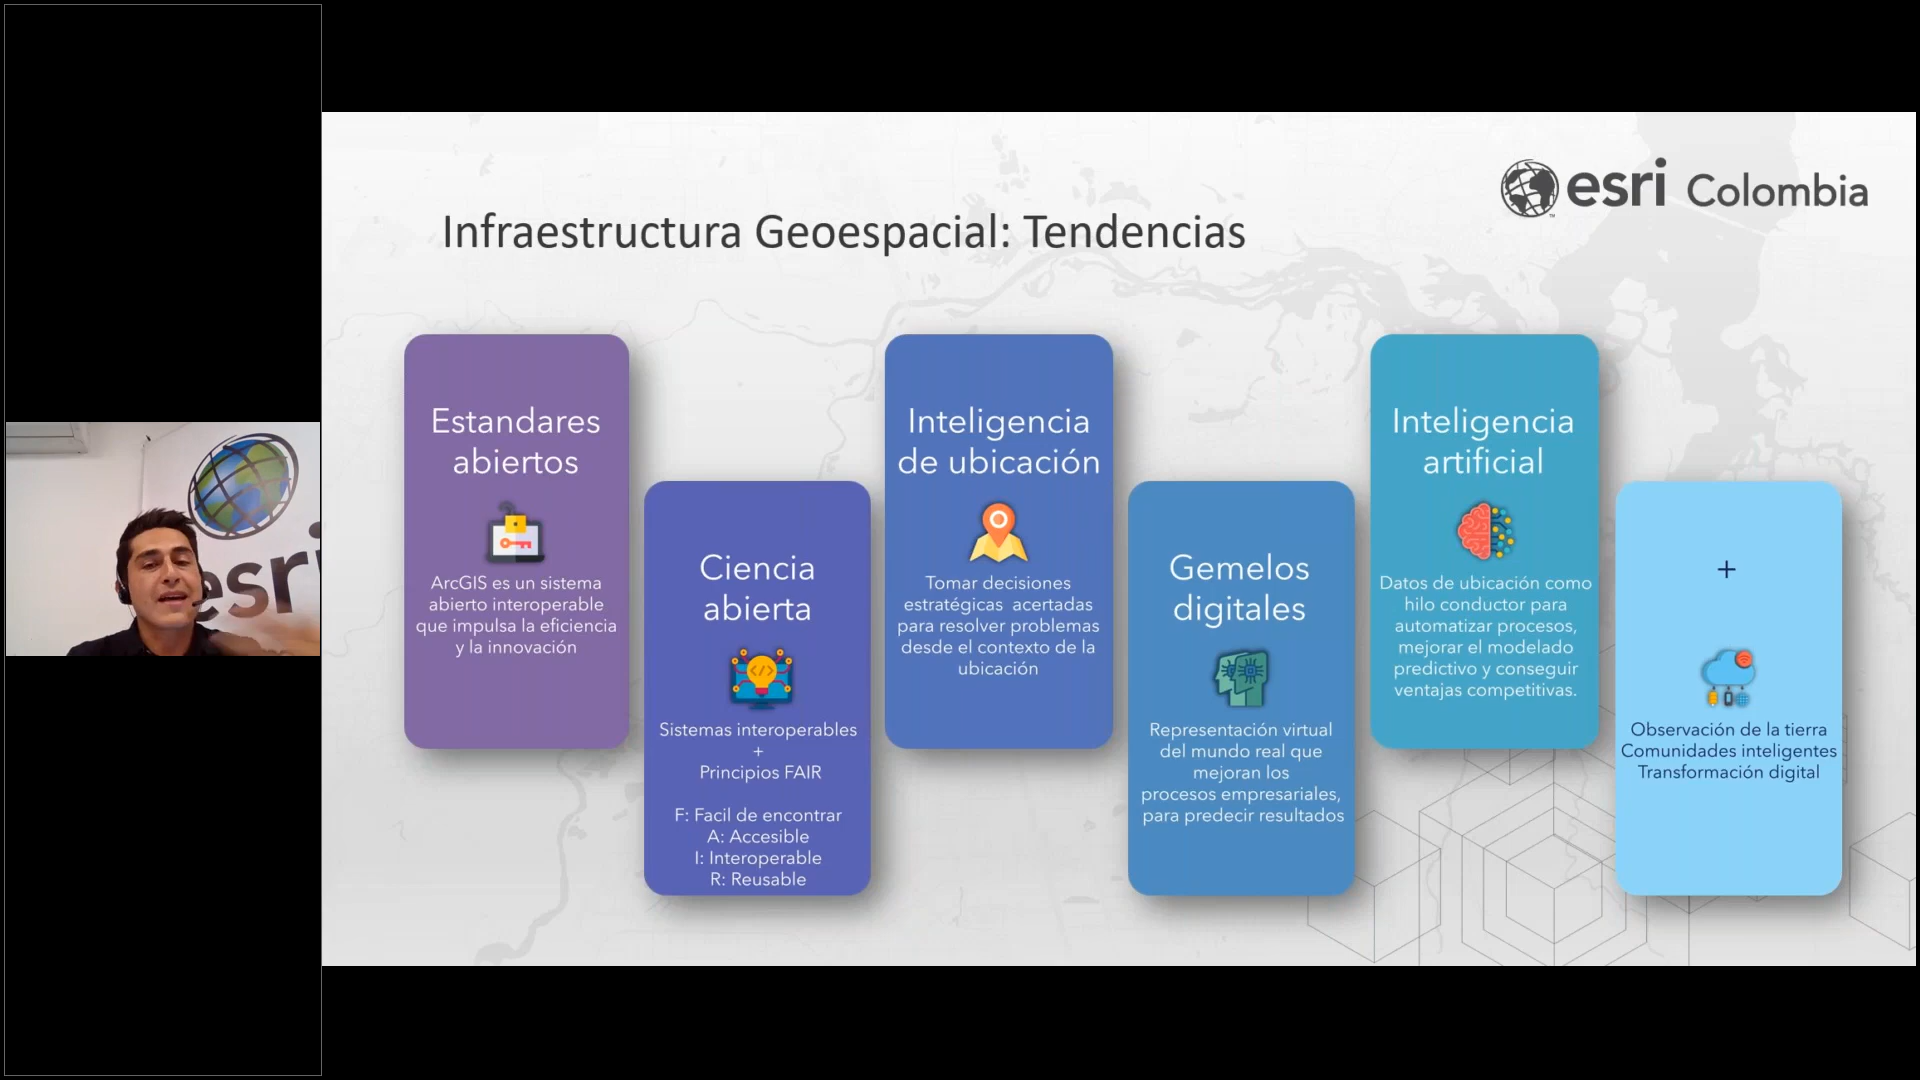 esri Colombia
Infraestructura Geoespacial: Tendencias
Estandares
abiertos
ArcGIS es un sistema
abierto interoperable
que impulsa la eficiencia
y la innovación
Ciencia
abierta
Sistemas interoperables
+
Principios FAIR
F: Facil de encontrar
A: Accesible
I: Interoperable
R: Reusable
Inteligencia
de ubicación
Tomar decisiones
estratégicas acertadas
para resolver problemas
desde el contexto de la
ubicación
Gemelos
digitales
Representación virtual
del mundo real que
mejoran los
procesos empresariales,
para predecir resultados
Inteligencia
artificial
Datos de ubicación como
hilo conductor para
automatizar procesos,
mejorar el modelado
predictivo y conseguir
ventajas competitivas.
+
Observación de la tierra
Comunidades inteligentes
Transformación digital
esri